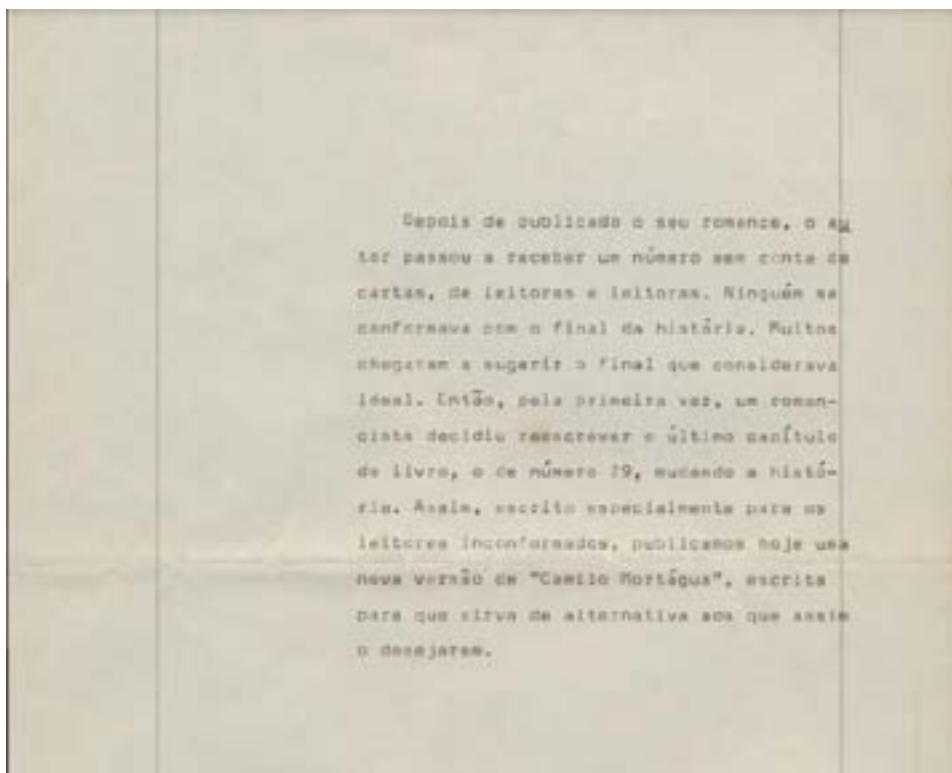 Depois de publicado o seu romance, o au
tor passou a receber um número sem conta de
cartas, de leitores e leitoras. Ninguém se
conformava com o final da história. Muitos
chegaram a sugerir o final que considerava
ideal. Então, pela primeira vez, um roman-
cista decidiu reescrever o último capítulo
do livro, o de número 29, mudando a histó-
ria. Assim, escrito especialmente para os
leitores inconformados, publicamos hoje uma
nova versão de "Camilo Mortágua", escrita
para que sirva de alternativa aos que assim
o desejarem.